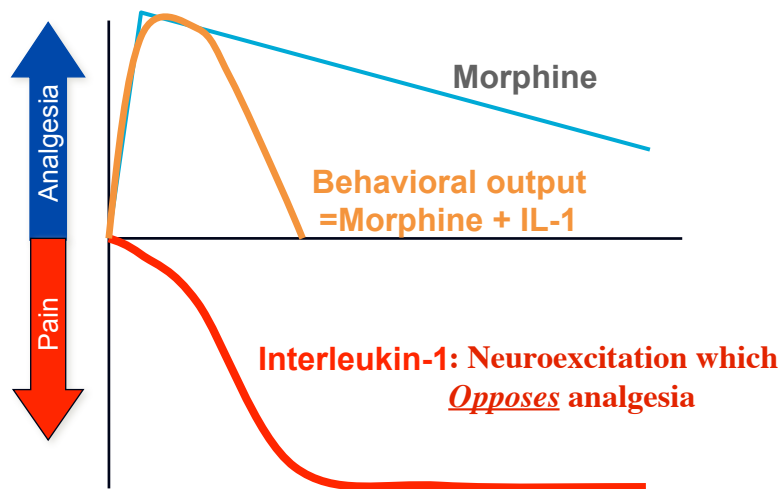 Analgesia
Pain
Morphine
Behavioral output
=Morphine + IL-1
Interleukin-1: Neuroexcitation which
Opposes analgesia